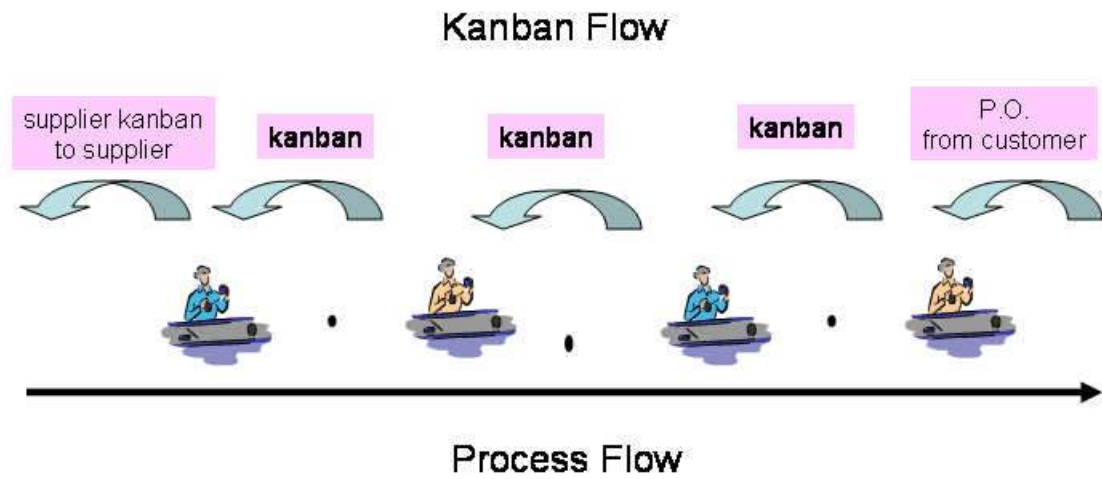 Kanban Flow
supplier kanban
to supplier
kanban
kanban
kanban
P.O.
from customer
Process Flow